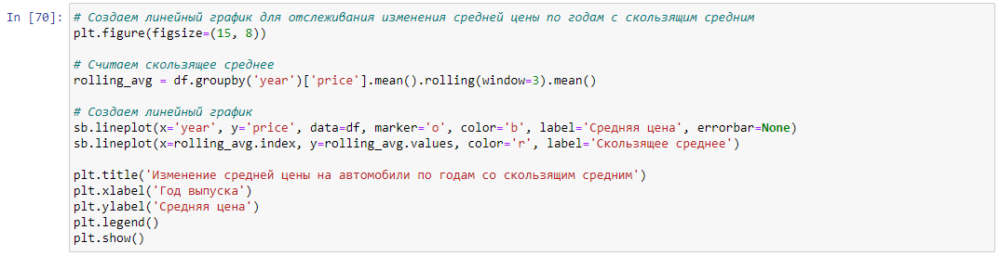 In [70]: # Создаем линейный график для отслеживания изменения средней цены по годам с скользящим средним
plt.figure(figsize=(15, 8))
# Считаем скользящее среднее
rolling_avg = df.groupby('year')['price'].mean().rolling(window=3).mean()
# Создаем линейный график
sb.lineplot(x='year', y='price', data=df, marker='o', color='b', label='Средняя цена', errorbar=None)
sb.lineplot(x=rolling_avg.index, y=rolling_avg.values, color='r', label='Скользящее среднее')
plt.title('Изменение средней цены на автомобили по годам со скользящим средним')
plt.xlabel('Год выпуска')
plt.ylabel('Средняя цена')
plt.legend()
plt.show()